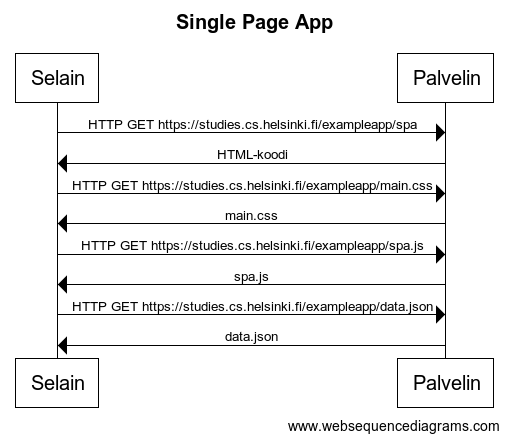 Single Page App
Selain Palvelin
HTTP GET https://studies.cs.helsinki.fi/exampleapp/spa
HTML-koodi
HTTP GET https://studies.cs.helsinki.fi/exampleapp/main.css
main.css
HTTP GET https://studies.cs.helsinki.fi/exampleapp/spa.js
spa.js
HTTP GET https://studies.cs.helsinki.fi/exampleapp/data.json
data.json
Selain Palvelin
www.websequencediagrams.com